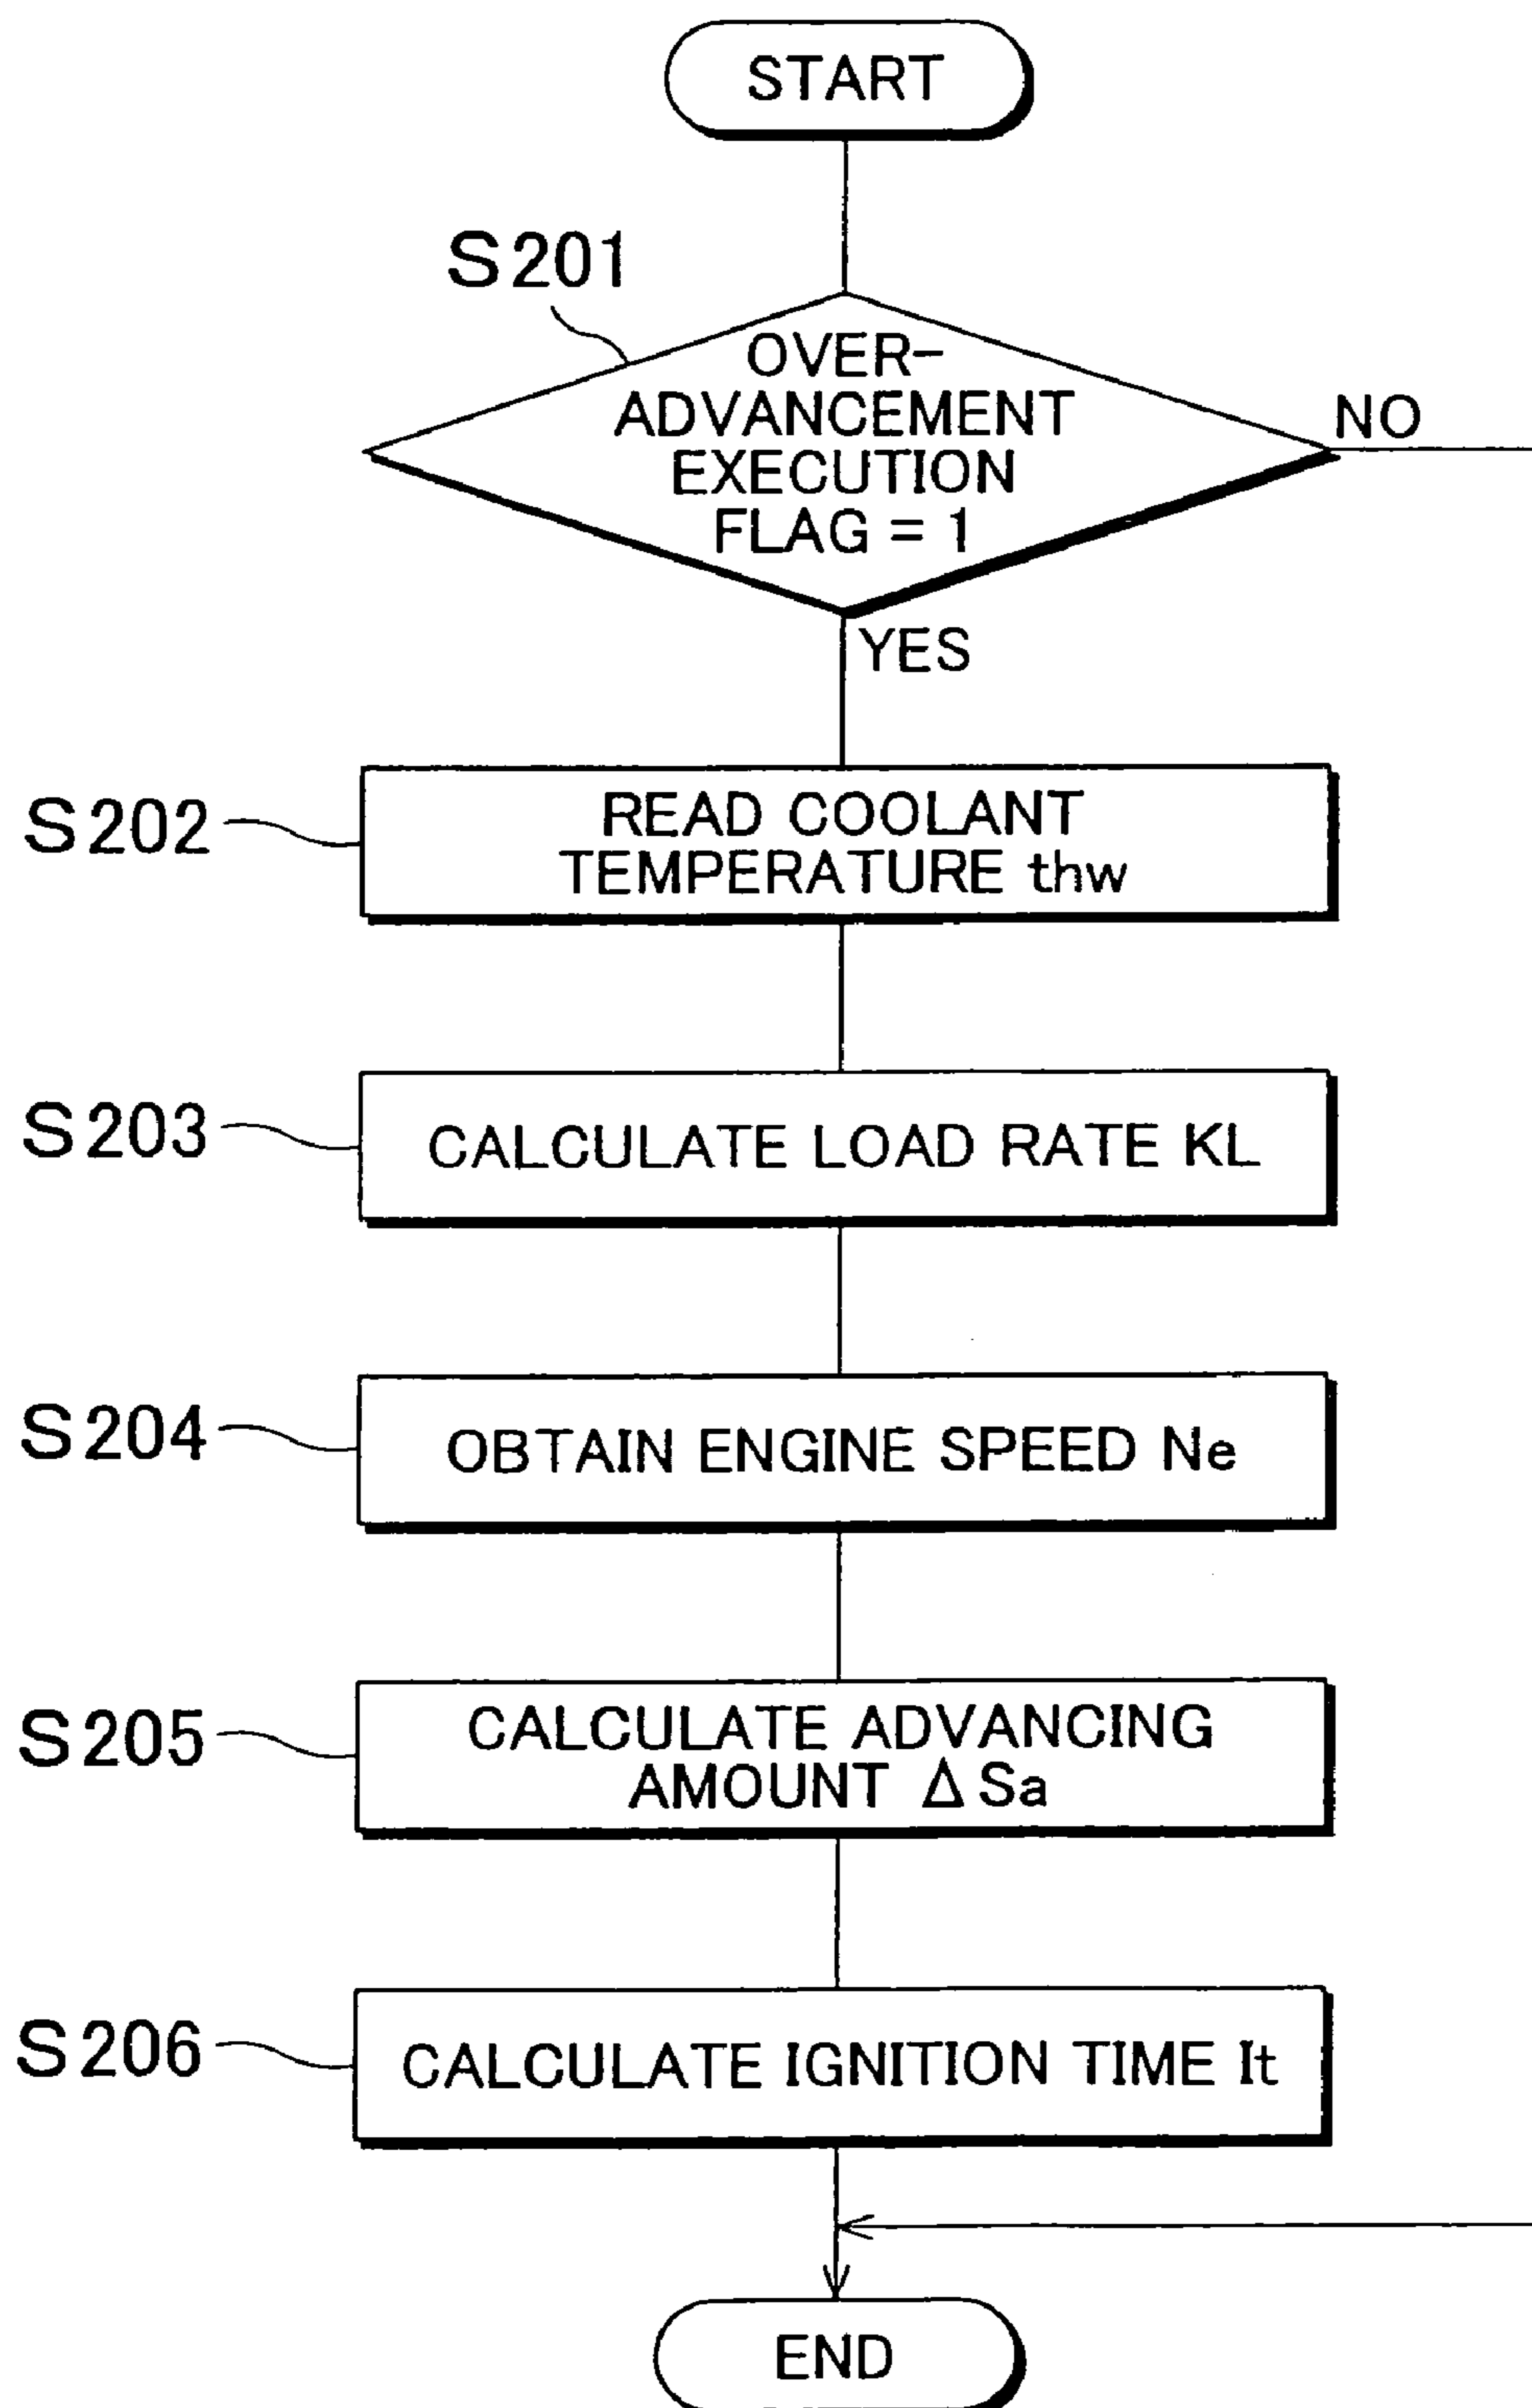 START
S201
OVER-
ADVANCEMENT
EXECUTION
FLAG = 1
NO
YES
S202
READ COOLANT
TEMPERATURE thw
S203
CALCULATE LOAD RATE KL
S204
OBTAIN ENGINE SPEED Ne
S205
CALCULATE ADVANCING
AMOUNT Δ Sa
S206
CALCULATE IGNITION TIME It
END